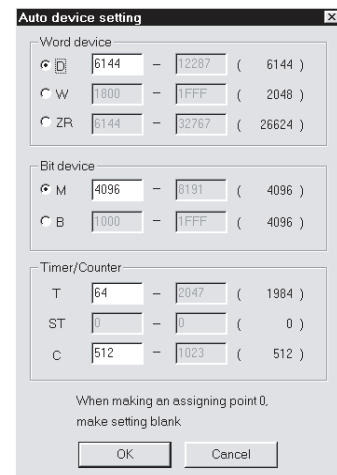 Auto device setting
Word device
D 6144 – 12287 ( 6144 )
W 1800 – 1FFF ( 2048 )
ZR 6144 – 32767 ( 26624 )
Bit device
M 4096 – 8191 ( 4096 )
B 1000 – 1FFF ( 4096 )
Timer/Counter
T 64 – 2047 ( 1984 )
ST 0 – 0 ( 0 )
C 512 – 1023 ( 512 )
When making an assigning point 0,
make setting blank
OK Cancel